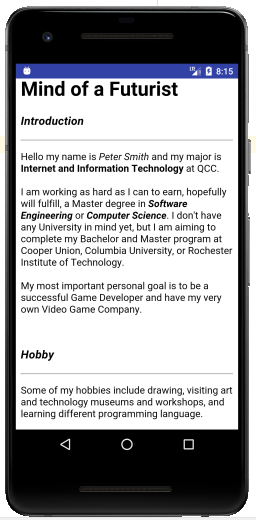 8:15
Mind of a Futurist
Introduction
Hello my name is Peter Smith and my major is
Internet and Information Technology at QCC.
I am working as hard as I can to earn, hopefully
will fulfill, a Master degree in Software
Engineering or Computer Science. I don't have
any University in mind yet, but I am aiming to
complete my Bachelor and Master program at
Cooper Union, Columbia University, or Rochester
Institute of Technology.
My most important personal goal is to be a
successful Game Developer and have my very
own Video Game Company.
Hobby
Some of my hobbies include drawing, visiting art
and technology museums and workshops, and
learning different programming language.